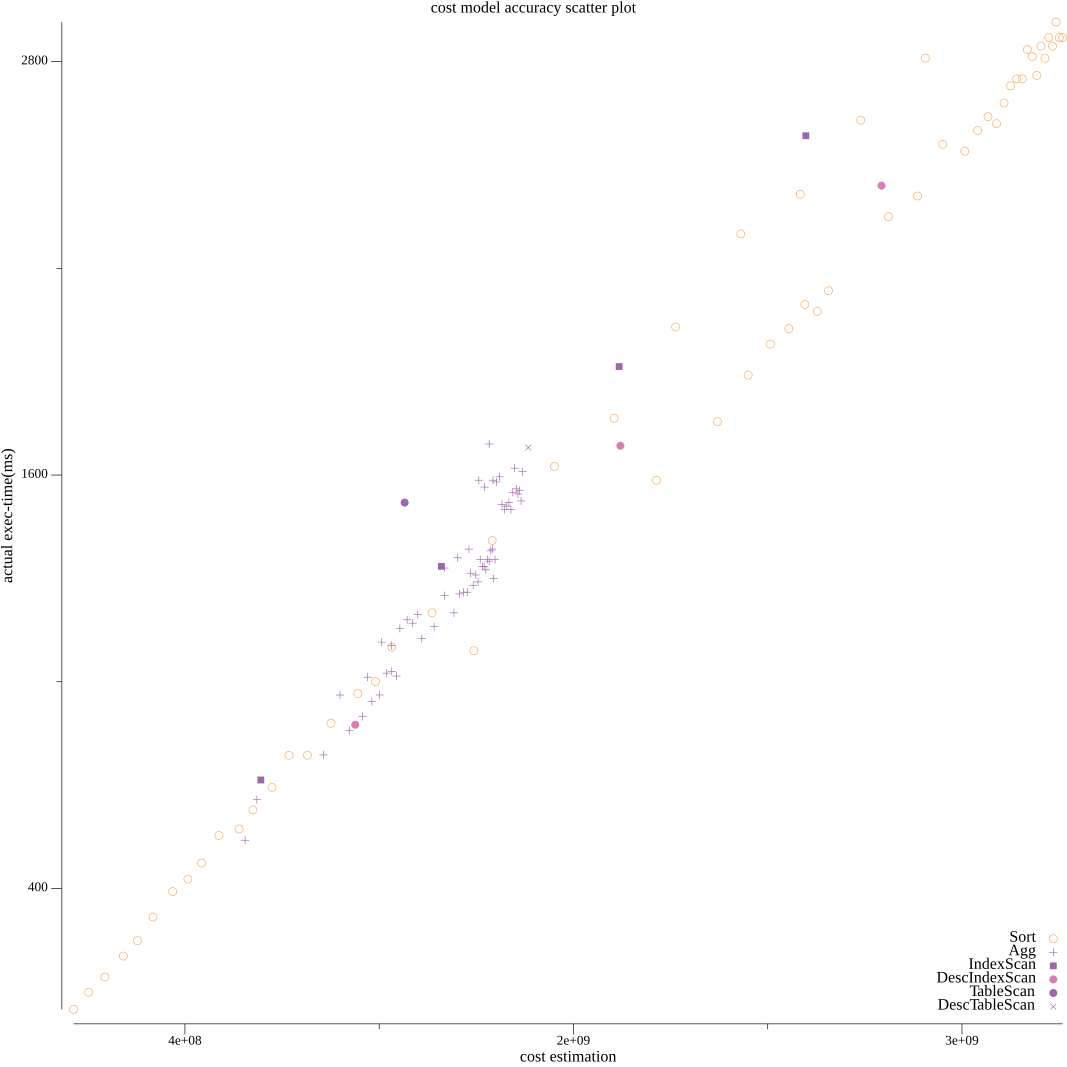 cost model accuracy scatter plot
2800
1600
400
actual exec-time(ms)
4e+08
2e+09
3e+09
cost estimation
Sort
Agg
IndexScan
DescIndexScan
TableScan
DescTableScan